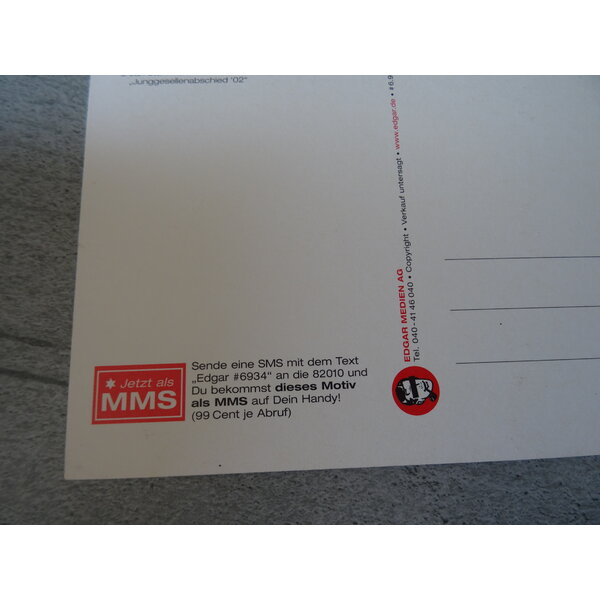 „Junggesellenabschied '02“
Jetzt als
MMS
Sende eine SMS mit dem Text
„Edgar #6934“ an die 82010 und
Du bekommst dieses Motiv
als MMS auf Dein Handy!
(99 Cent je Abruf)
EDGAR MEDIEN AG
Tel. 040 - 41 46 040 • Copyright • Verkauf untersagt • www.edgar.de • #6.9